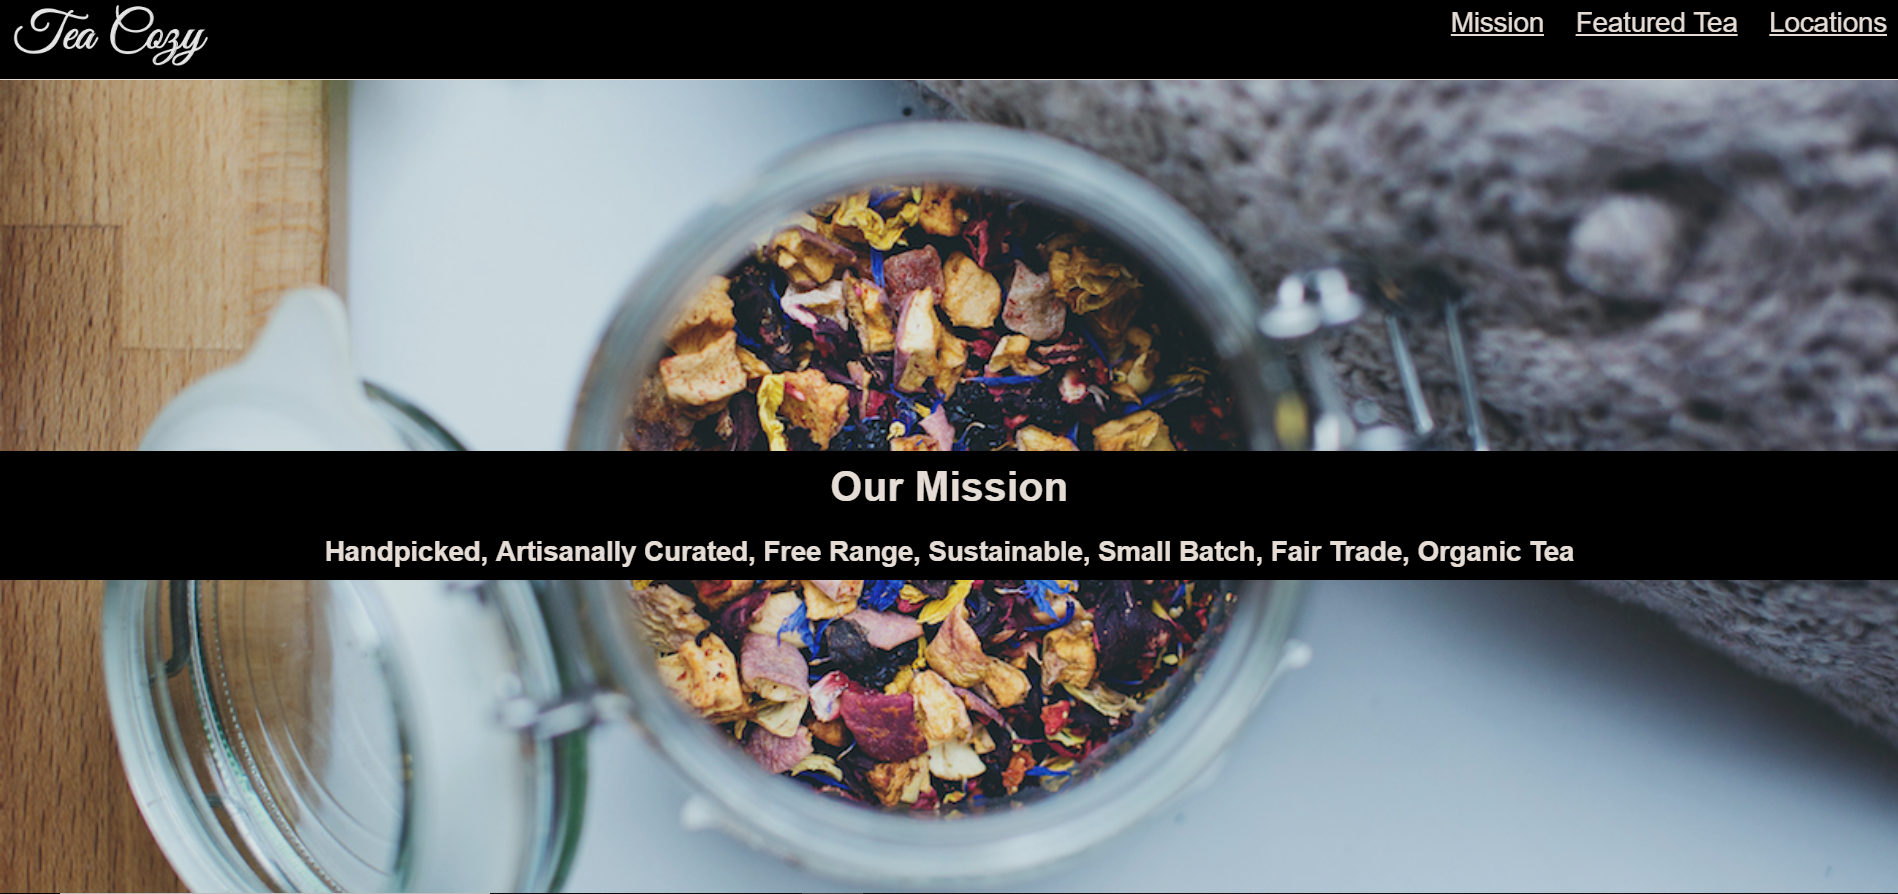 Tea Cozy
Mission Featured Tea Locations
Our Mission
Handpicked, Artisanally Curated, Free Range, Sustainable, Small Batch, Fair Trade, Organic Tea